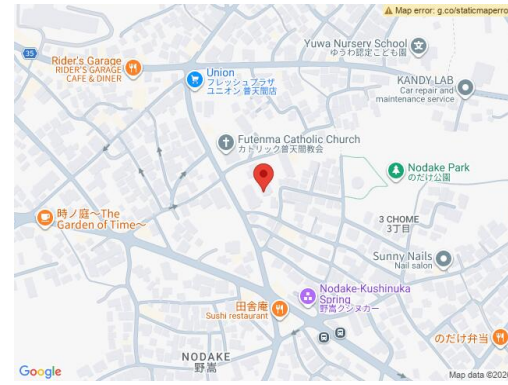 Map error: g.co/staticmaperro
Yuwa Nursery School
ゆうわ認定こども園
35
Rider's Garage
RIDER'S GARAGE
CAFE & DINER
Union
フレッシュプラザ
ユニオン 普天間店
KANDY LAB
Car repair and
maintenance service
Futenma Catholic Church
カトリック普天間教会
Nodake Park
のだけ公園
時ノ庭〜The
Garden of Time〜
3 CHOME
3丁目
Sunny Nails
Nail salon
Nodake-Kushinuka
Spring
野嵩クシヌカー
田舎庵
Sushi restaurant
のだけ弁当
NODAKE
野嵩
Google
Map data ©2026